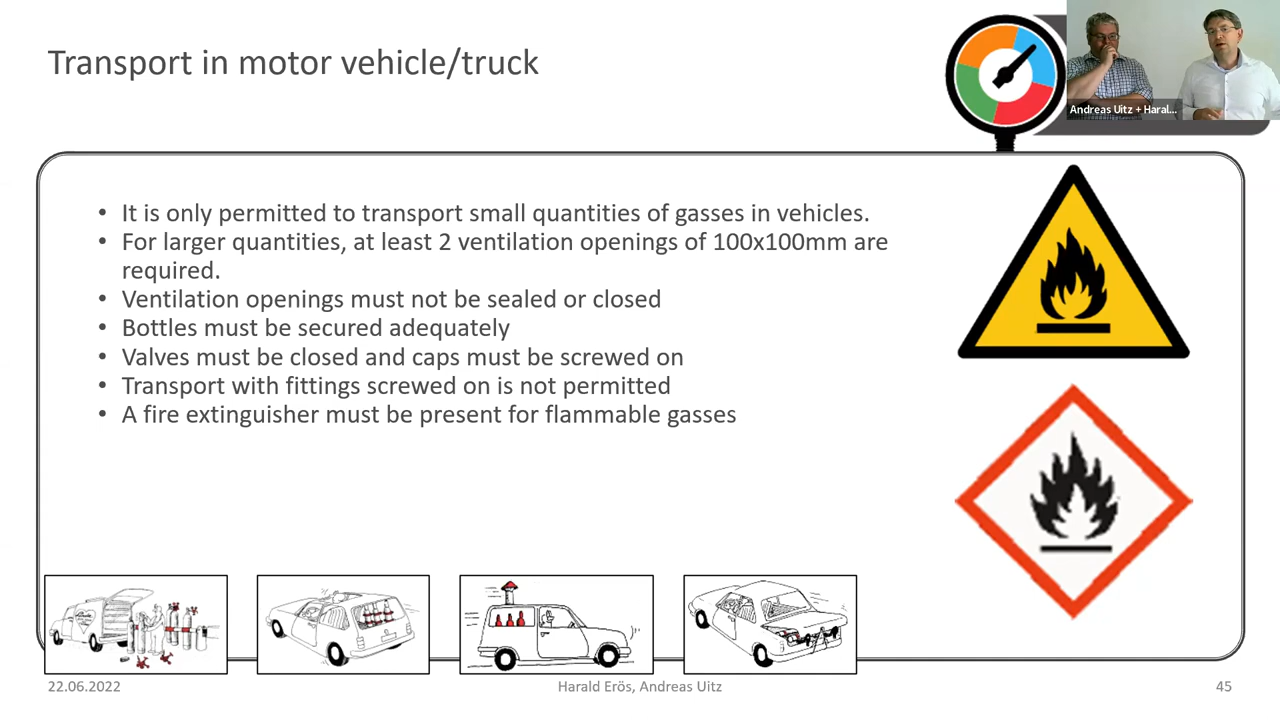 Transport in motor vehicle/truck
Andreas Uitz + Haral...
• It is only permitted to transport small quantities of gasses in vehicles.
• For larger quantities, at least 2 ventilation openings of 100x100mm are
required.
• Ventilation openings must not be sealed or closed
• Bottles must be secured adequately
• Valves must be closed and caps must be screwed on
• Transport with fittings screwed on is not permitted
• A fire extinguisher must be present for flammable gasses
22.06.2022
Harald Erös, Andreas Uitz
45